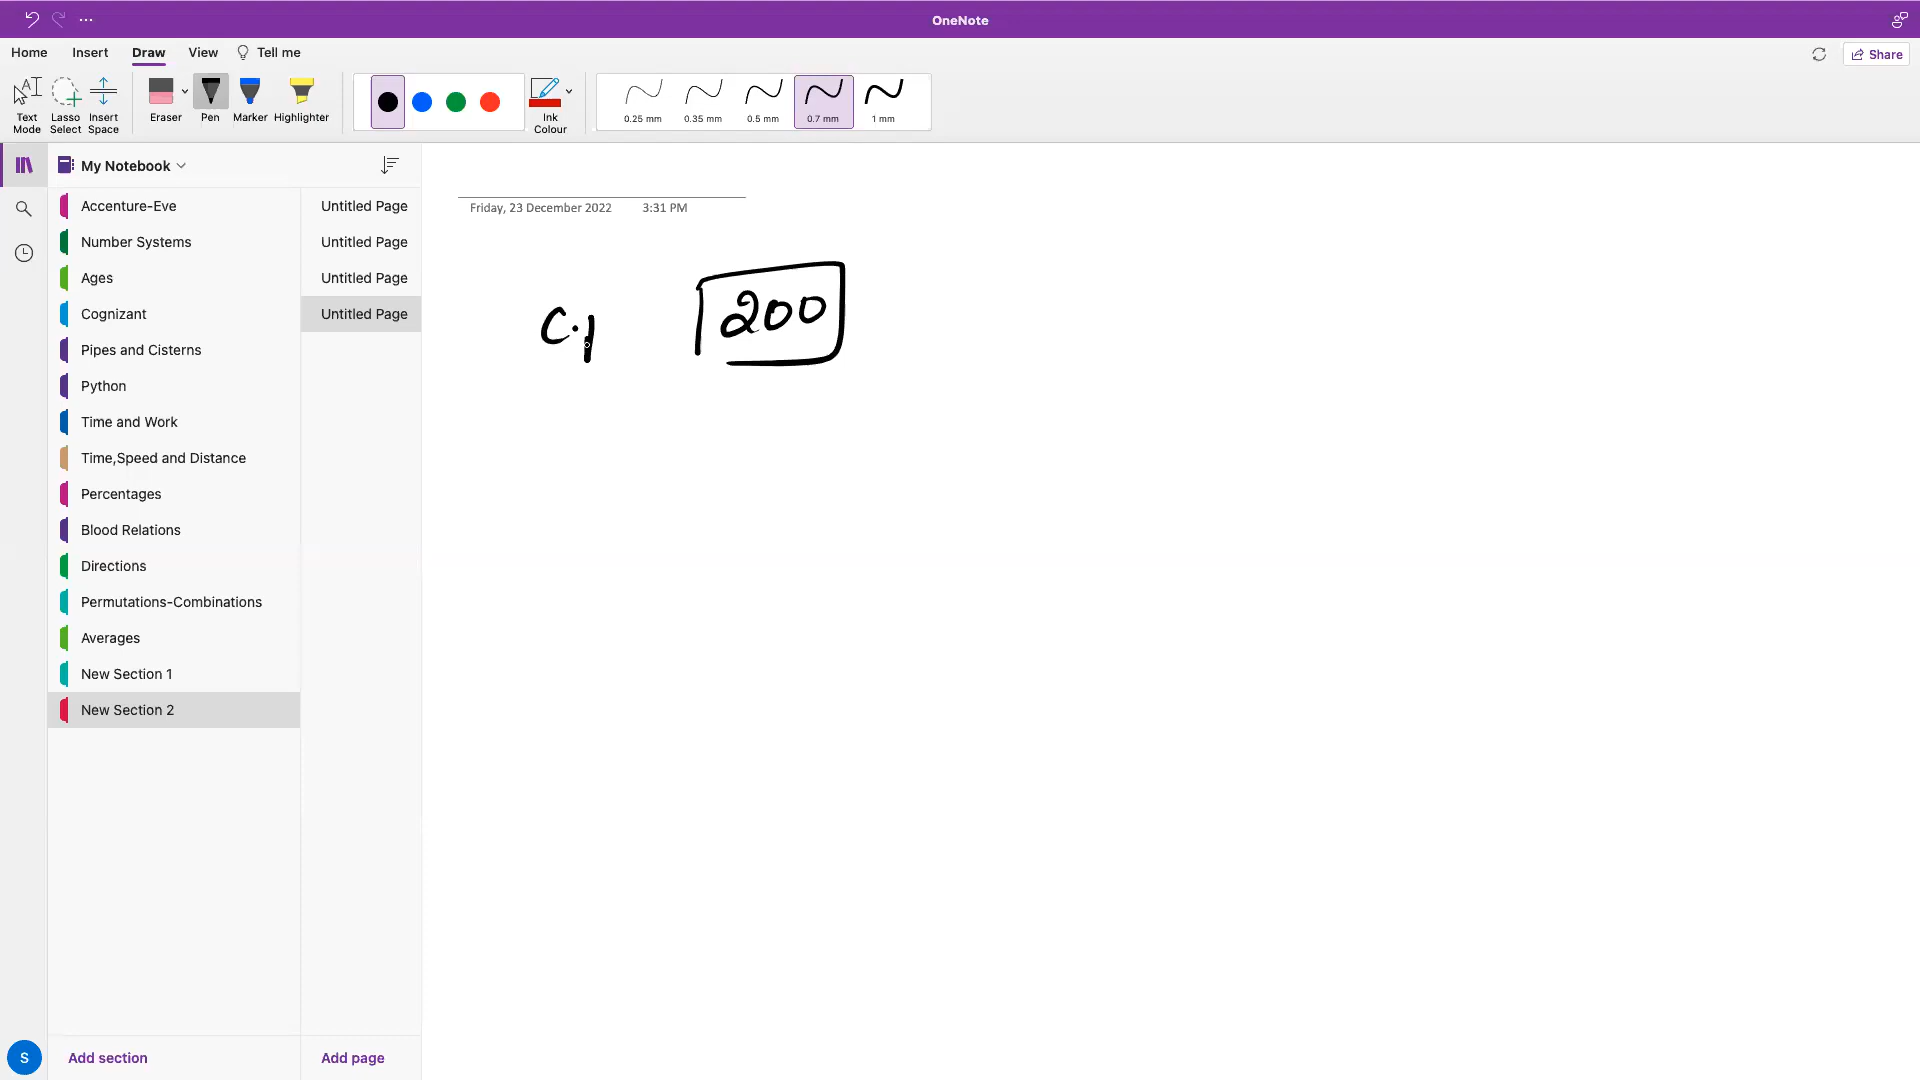 OneNote
Home Insert Draw View Tell me
Share
Text Mode
Lasso Select
Insert Space
Eraser
Pen
Marker
Highlighter
Ink Colour
0.25 mm
0.35 mm
0.5 mm
0.7 mm
1 mm
My Notebook
Accenture-Eve
Number Systems
Ages
Cognizant
Pipes and Cisterns
Python
Time and Work
Time,Speed and Distance
Percentages
Blood Relations
Directions
Permutations-Combinations
Averages
New Section 1
New Section 2
Untitled Page
Untitled Page
Untitled Page
Untitled Page
Friday, 23 December 2022 3:31 PM
200
S
Add section
Add page